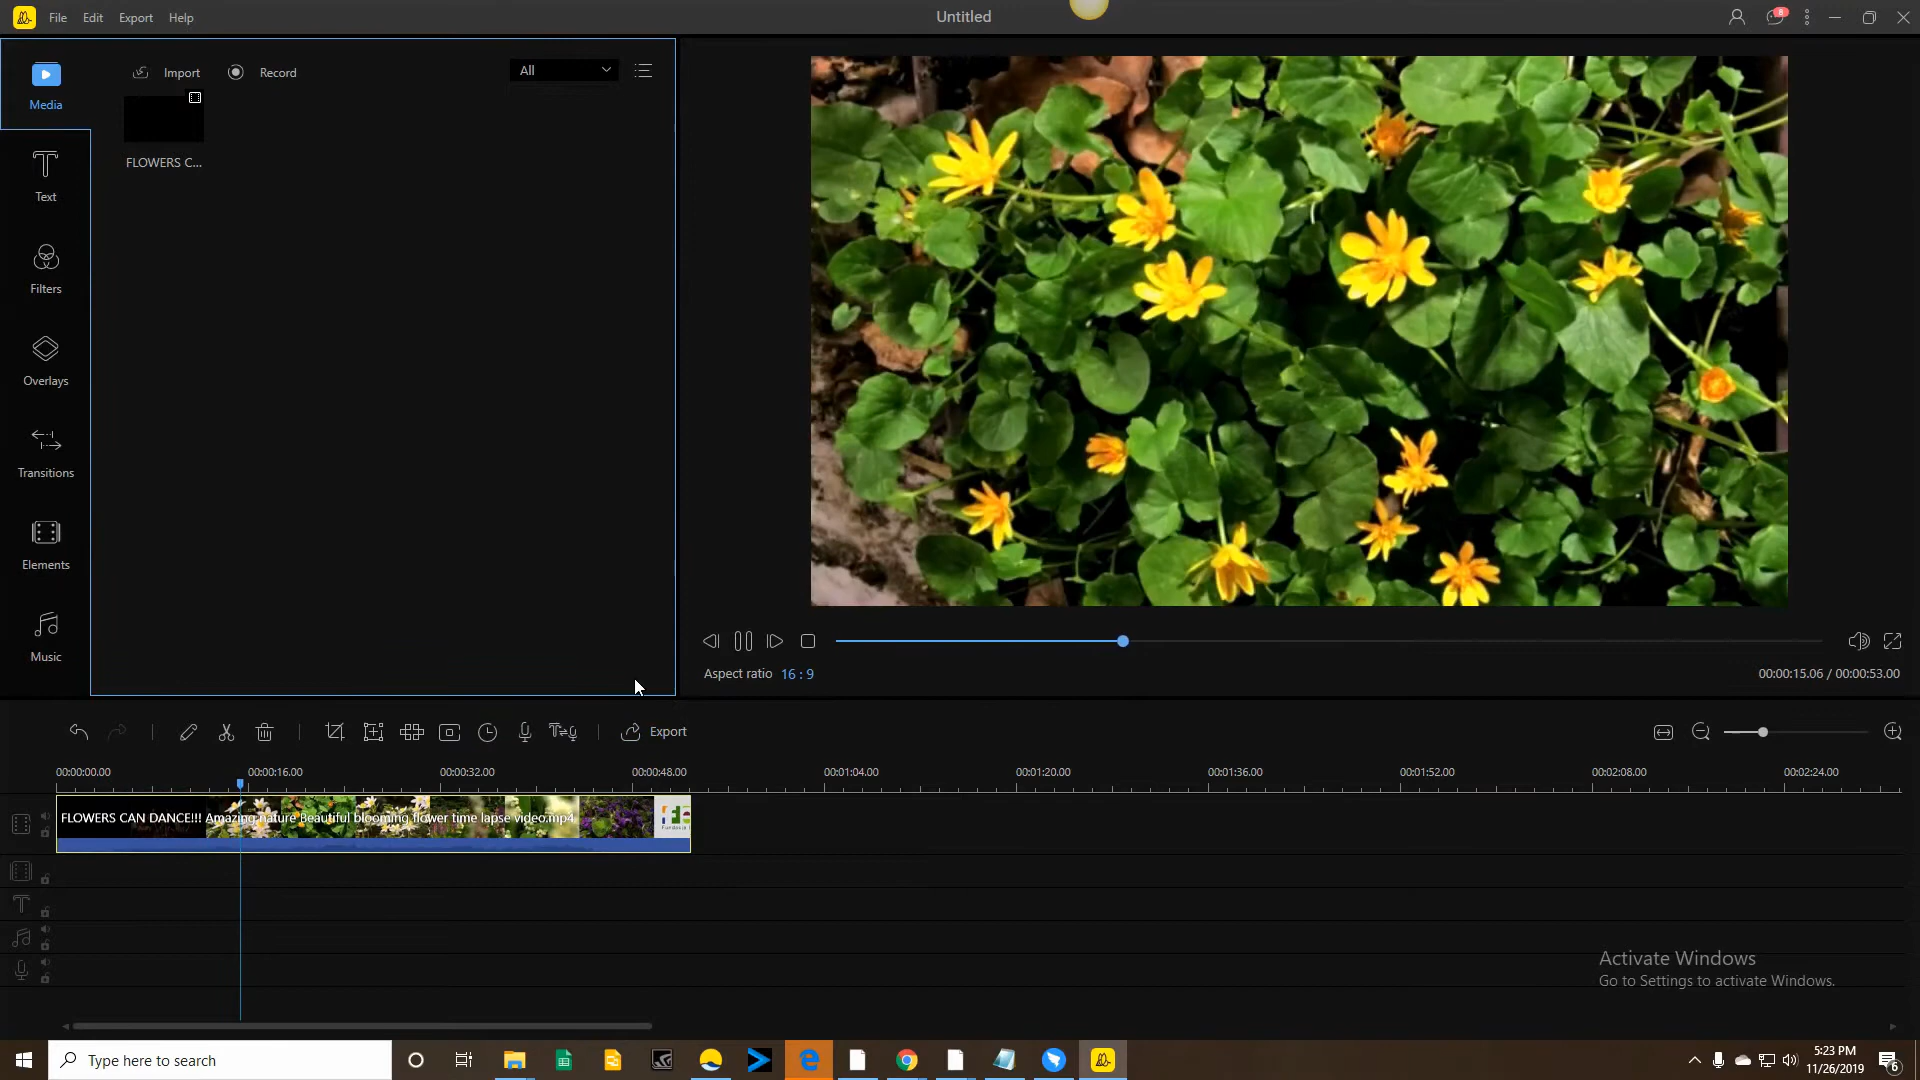 File Edit Export Help
Untitled
8
Import Record All
Media
FLOWERS C...
Text
Filters
Overlays
Transitions
Elements
Music
Aspect ratio 16 : 9
00:00:15.06 / 00:00:53.00
Export
00:00:00.00 00:00:16.00 00:00:32.00 00:00:48.00 00:01:04.00 00:01:20.00 00:01:36.00 00:01:52.00 00:02:08.00 00:02:24.00
FLOWERS CAN DANCE!!! Amazing nature Beautiful blooming flower time lapse video.mp4
Activate Windows
Go to Settings to activate Windows.
Type here to search
5:23 PM
11/26/2019
6